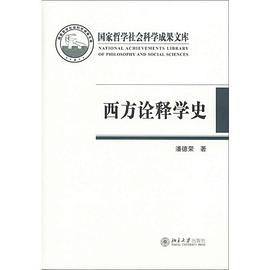 国家哲学社会科学成果文库
NATIONAL ACHIEVEMENTS LIBRARY
OF PHILOSOPHY AND SOCIAL SCIENCES
西方诠释学史
潘德荣 著
北京大学出版社